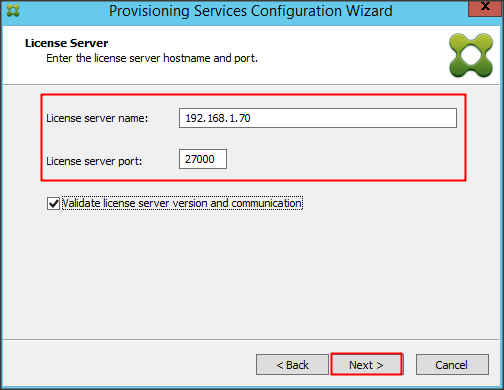 Provisioning Services Configuration Wizard
x
License Server
Enter the license server hostname and port.
License server name: 192.168.1.70
License server port: 27000
Validate license server version and communication
< Back Next > Cancel